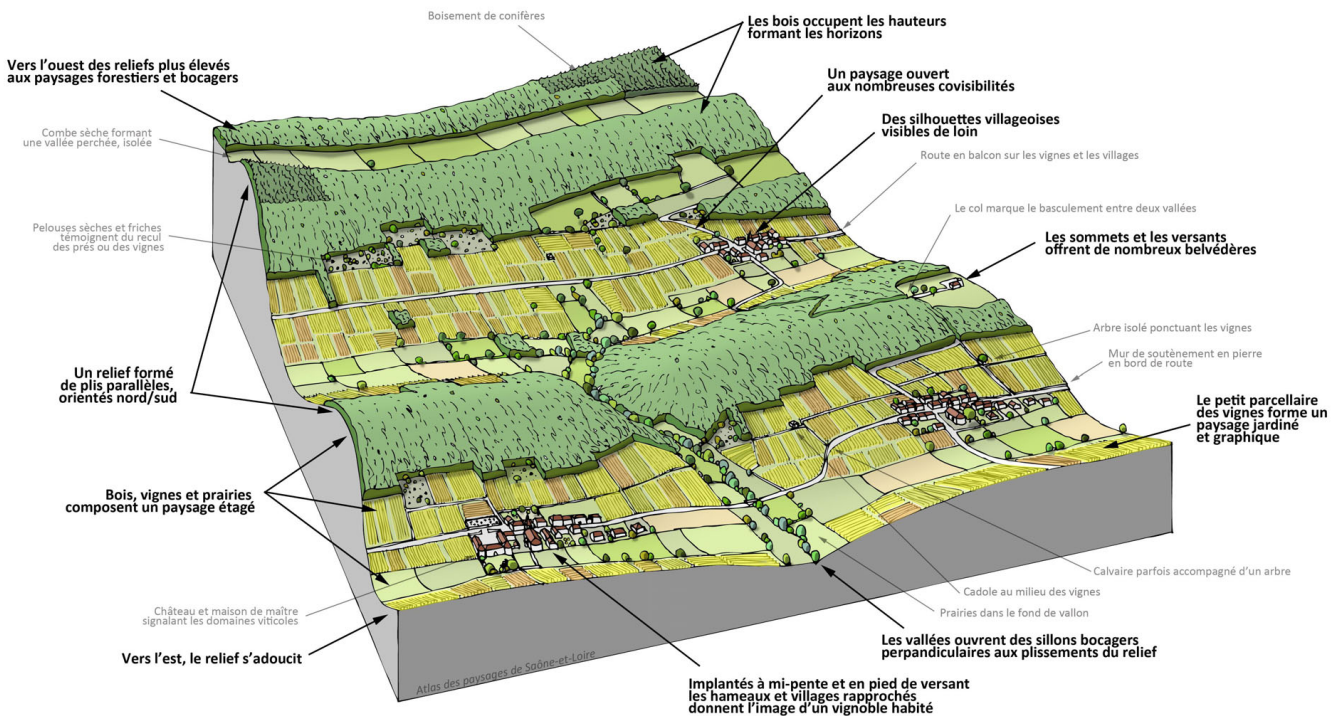 Boisement de conifères
Les bois occupent les hauteurs
formant les horizons
Vers l'ouest des reliefs plus élevés
aux paysages forestiers et bocagers
Un paysage ouvert
aux nombreuses covisibilités
Combe sèche formant
une vallée perchée, isolée
Des silhouettes villageoises
visibles de loin
Route en balcon sur les vignes et les villages
Le col marque le basculement entre deux vallées
Pelouses sèches et friches
témoignent du recul
des prés ou des vignes
Les sommets et les versants
offrent de nombreux belvédères
Arbre isolé ponctuant les vignes
Mur de soutènement en pierre
en bord de route
Un relief formé
de plis parallèles,
orientés nord/sud
Le petit parcellaire
des vignes forme un
paysage jardiné
et graphique
Bois, vignes et prairies
composent un paysage étagé
Calvaire parfois accompagné d'un arbre
Cadole au milieu des vignes
Château et maison de maître
signalant les domaines viticoles
Prairies dans le fond de vallon
Les vallées ouvrent des sillons bocagers
perpendiculaires aux plissements du relief
Vers l'est, le relief s'adoucit
Atlas des paysages de Saône-et-Loire
Implantés à mi-pente et en pied de versant
les hameaux et villages rapprochés
donnent l'image d'un vignoble habité